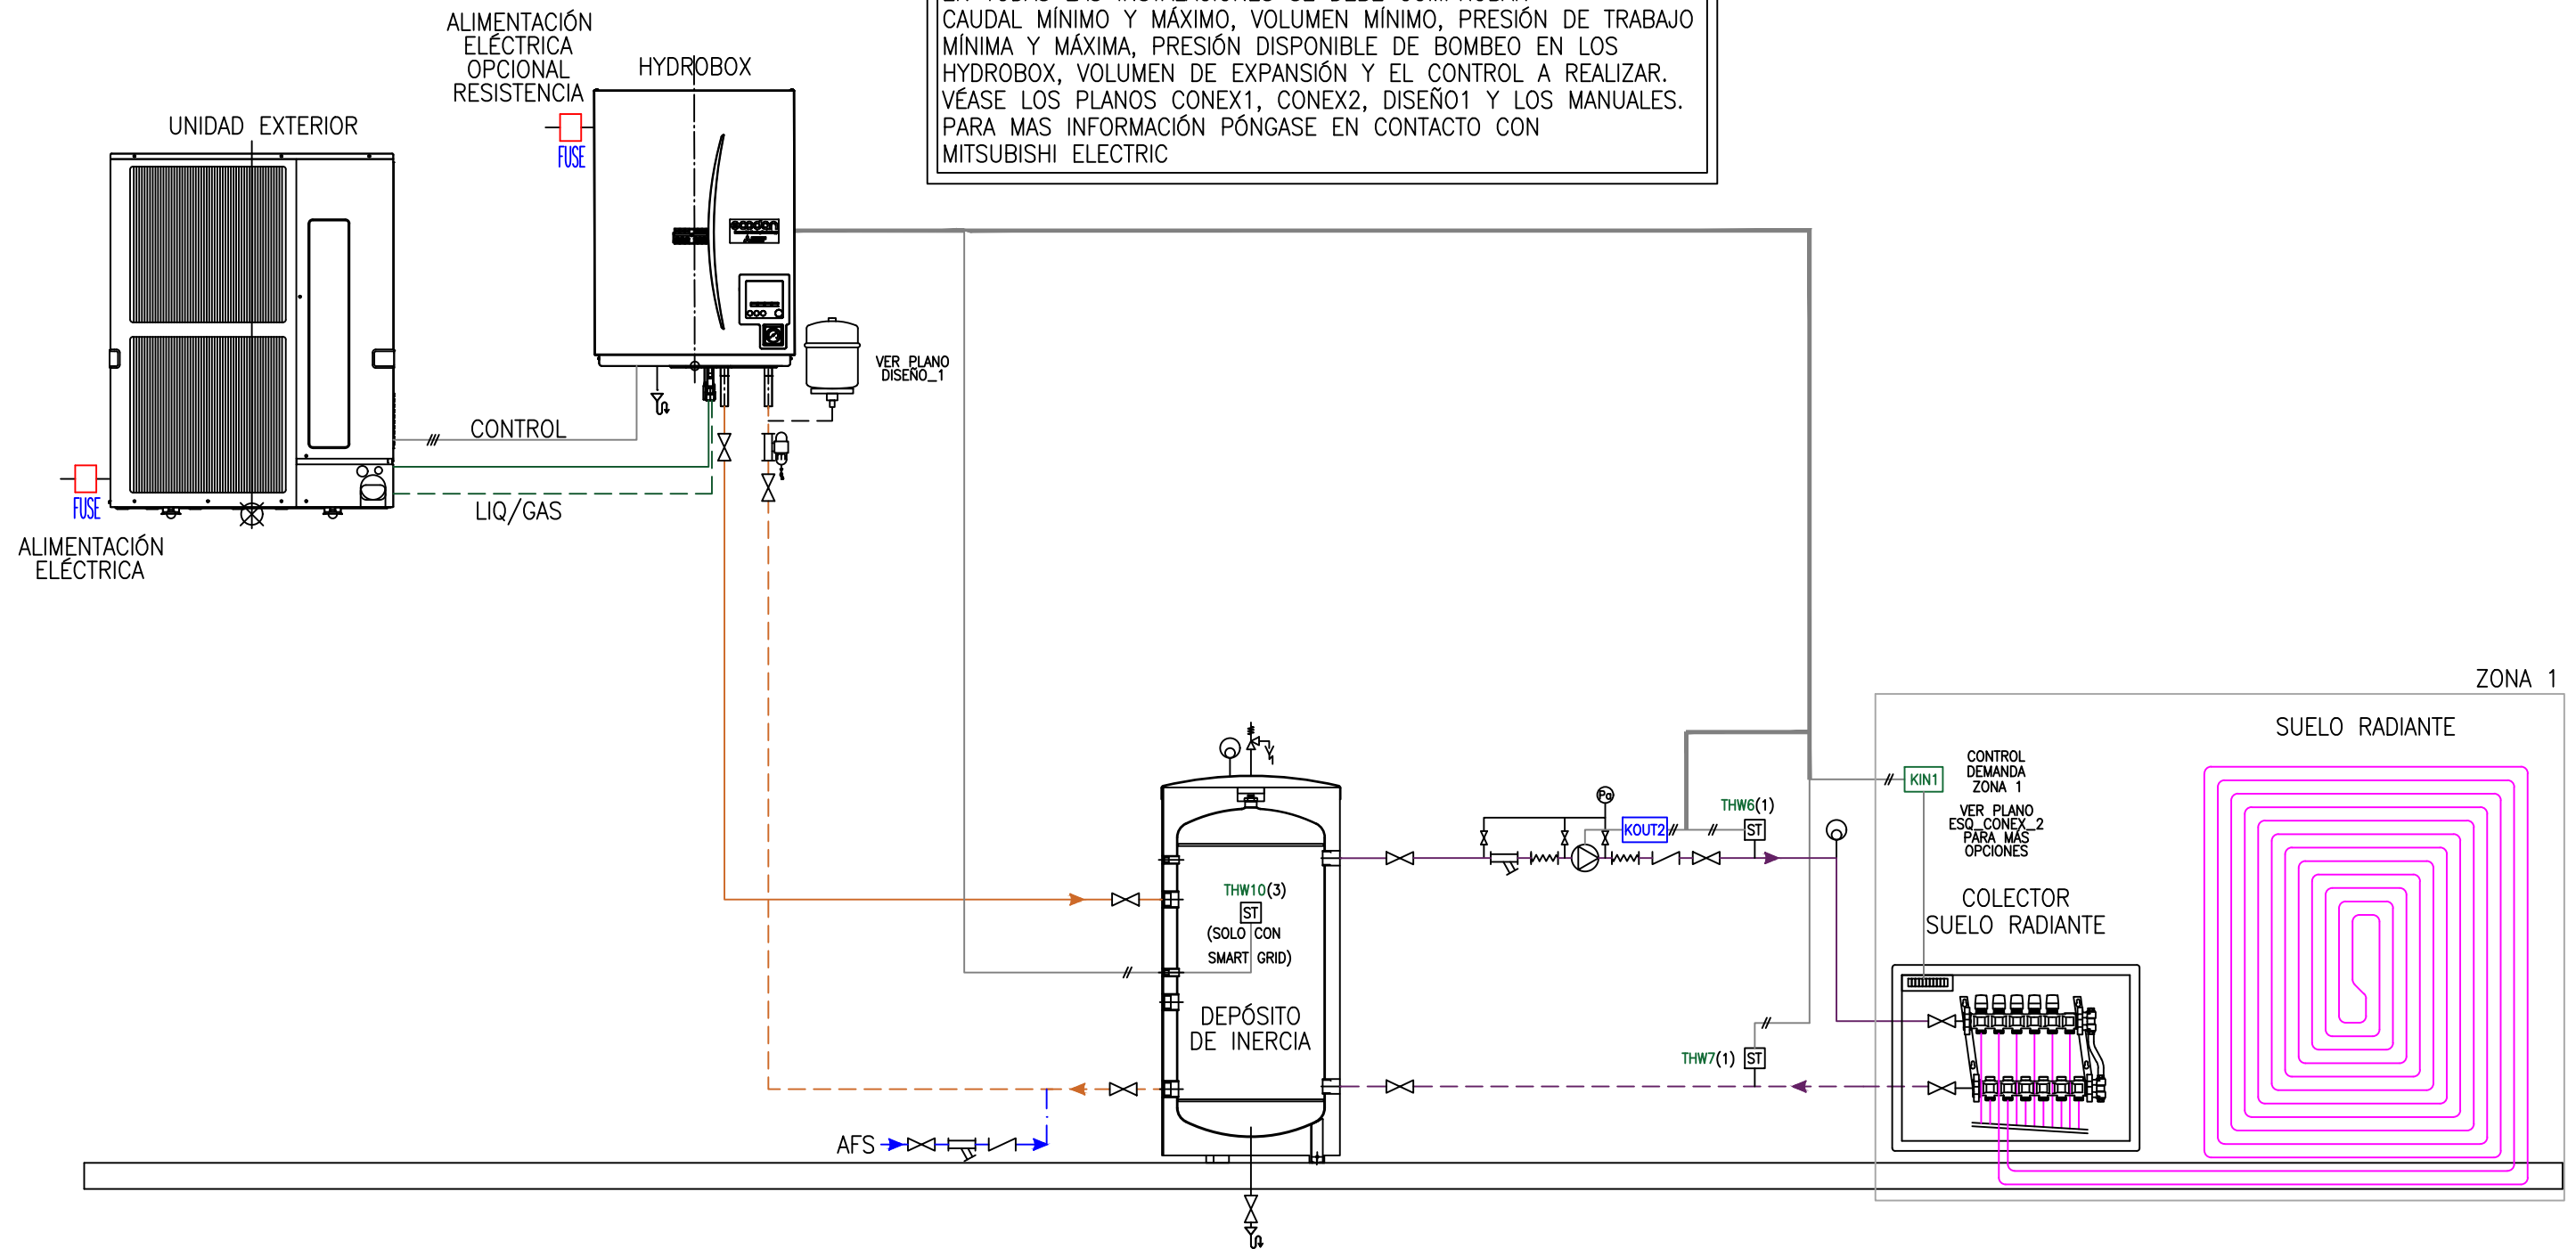 CAUDAL MÍNIMO Y MÁXIMO, VOLUMEN MÍNIMO, PRESIÓN DE TRABAJO
MÍNIMA Y MÁXIMA, PRESIÓN DISPONIBLE DE BOMBEO EN LOS
HYDROBOX, VOLUMEN DE EXPANSIÓN Y EL CONTROL A REALIZAR.
VÉASE LOS PLANOS CONEX1, CONEX2, DISEÑO1 Y LOS MANUALES.
PARA MAS INFORMACIÓN PÓNGASE EN CONTACTO CON
MITSUBISHI ELECTRIC
ALIMENTACIÓN
ELÉCTRICA
OPCIONAL
RESISTENCIA
FUSE
HYDROBOX
ecodan
UNIDAD EXTERIOR
VER PLANO
DISEÑO_1
CONTROL
LIQ/GAS
FUSE
ALIMENTACIÓN
ELÉCTRICA
ZONA 1
SUELO RADIANTE
KIN1
CONTROL
DEMANDA
ZONA 1
VER PLANO
ESQ_CONEX_2
PARA MÁS
OPCIONES
Pa
KOUT2
THW6(1)
ST
THW10(3)
ST
(SOLO CON
SMART GRID)
COLECTOR
SUELO RADIANTE
DEPÓSITO
DE INERCIA
THW7(1) ST
AFS